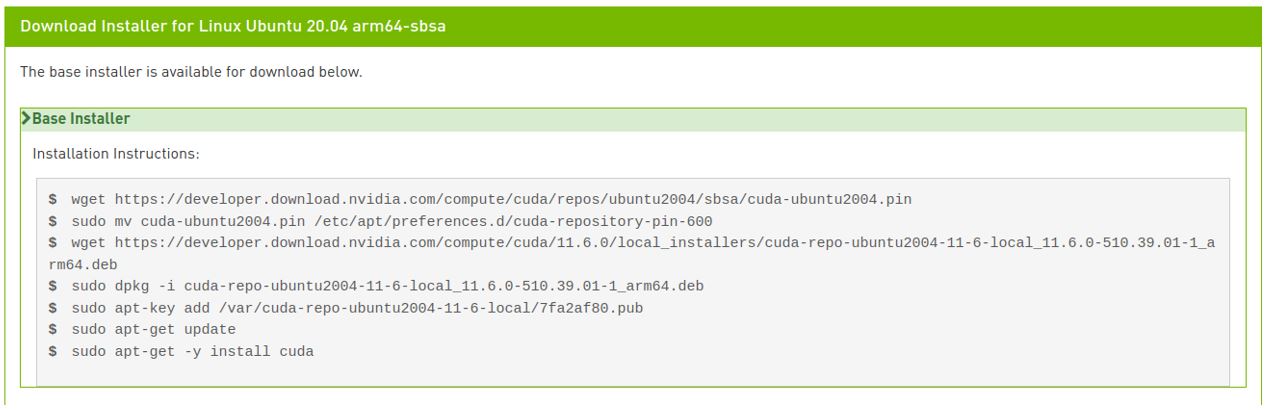 Download Installer for Linux Ubuntu 20.04 arm64-sbsa
The base installer is available for download below.
Base Installer
Installation Instructions:
$ wget https://developer.download.nvidia.com/compute/cuda/repos/ubuntu2004/sbsa/cuda-ubuntu2004.pin
$ sudo mv cuda-ubuntu2004.pin /etc/apt/preferences.d/cuda-repository-pin-600
$ wget https://developer.download.nvidia.com/compute/cuda/11.6.0/local_installers/cuda-repo-ubuntu2004-11-6-local_11.6.0-510.39.01-1_a
rm64.deb
$ sudo dpkg -i cuda-repo-ubuntu2004-11-6-local_11.6.0-510.39.01-1_arm64.deb
$ sudo apt-key add /var/cuda-repo-ubuntu2004-11-6-local/7fa2af80.pub
$ sudo apt-get update
$ sudo apt-get -y install cuda